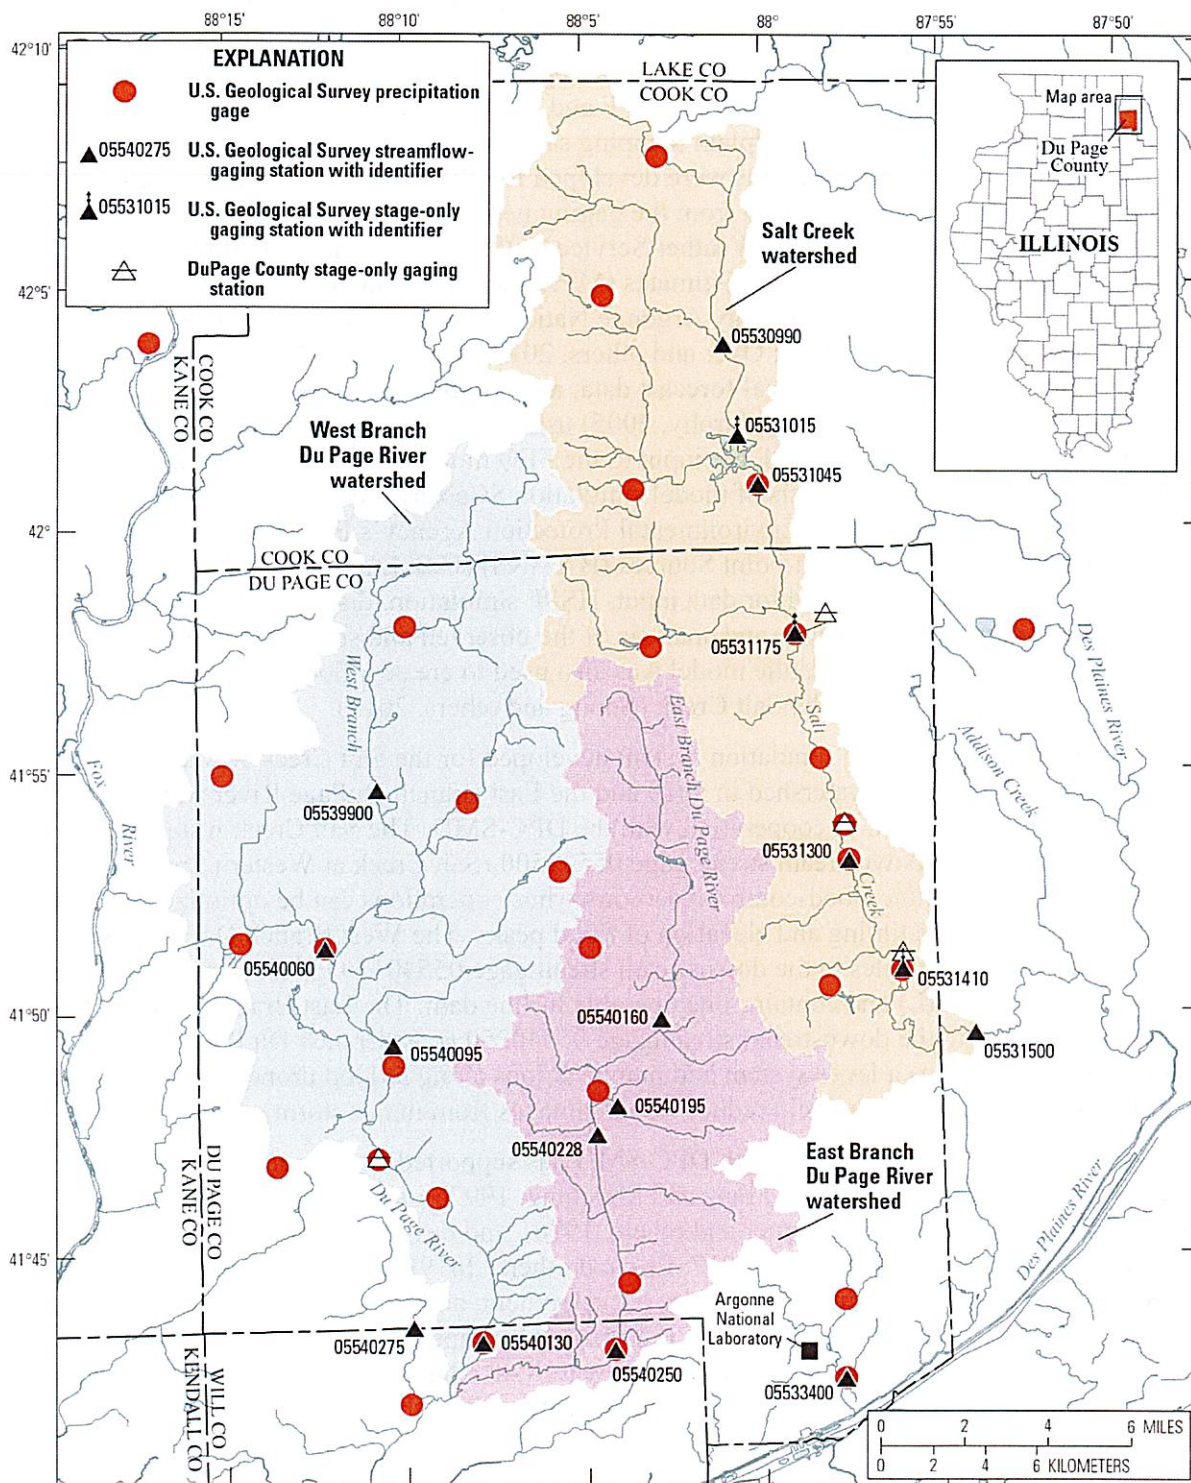 88°15'
88°10'
88°5'
88°
87°55'
87°50'
42°10'
42°5'
42°
41°55'
41°50'
41°45'
EXPLANATION
U.S. Geological Survey precipitation
gage
05540275
U.S. Geological Survey streamflow-
gaging station with identifier
05531015
U.S. Geological Survey stage-only
gaging station with identifier
DuPage County stage-only gaging
station
LAKE CO
COOK CO
Map area
Du Page
County
ILLINOIS
Salt Creek
watershed
05530990
COOK CO
KANE CO
West Branch
Du Page River
watershed
05531015
05531045
COOK CO
DU PAGE CO
05531175
West Branch
East Branch Du Page River
Salt
Creek
Des Plaines River
Addison Creek
Fox
River
05539900
05531300
05540060
05531410
05540160
05540095
05531500
05540195
05540228
East Branch
Du Page River
watershed
DU PAGE CO
KANE CO
Du Page River
Des Plaines River
Argonne
National
Laboratory
05540275
05540130
05540250
05533400
WILL CO
KENDALL CO
0 2 4 6 MILES
0 2 4 6 KILOMETERS